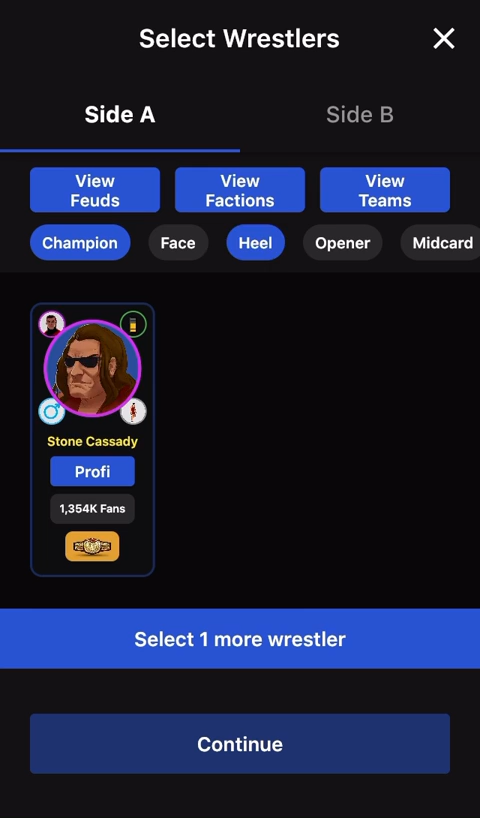 Select Wrestlers
Side A
Side B
View
Feuds
View
Factions
View
Teams
Champion
Face
Heel
Opener
Midcard
Stone Cassady
Profi
1,354K Fans
Select 1 more wrestler
Continue